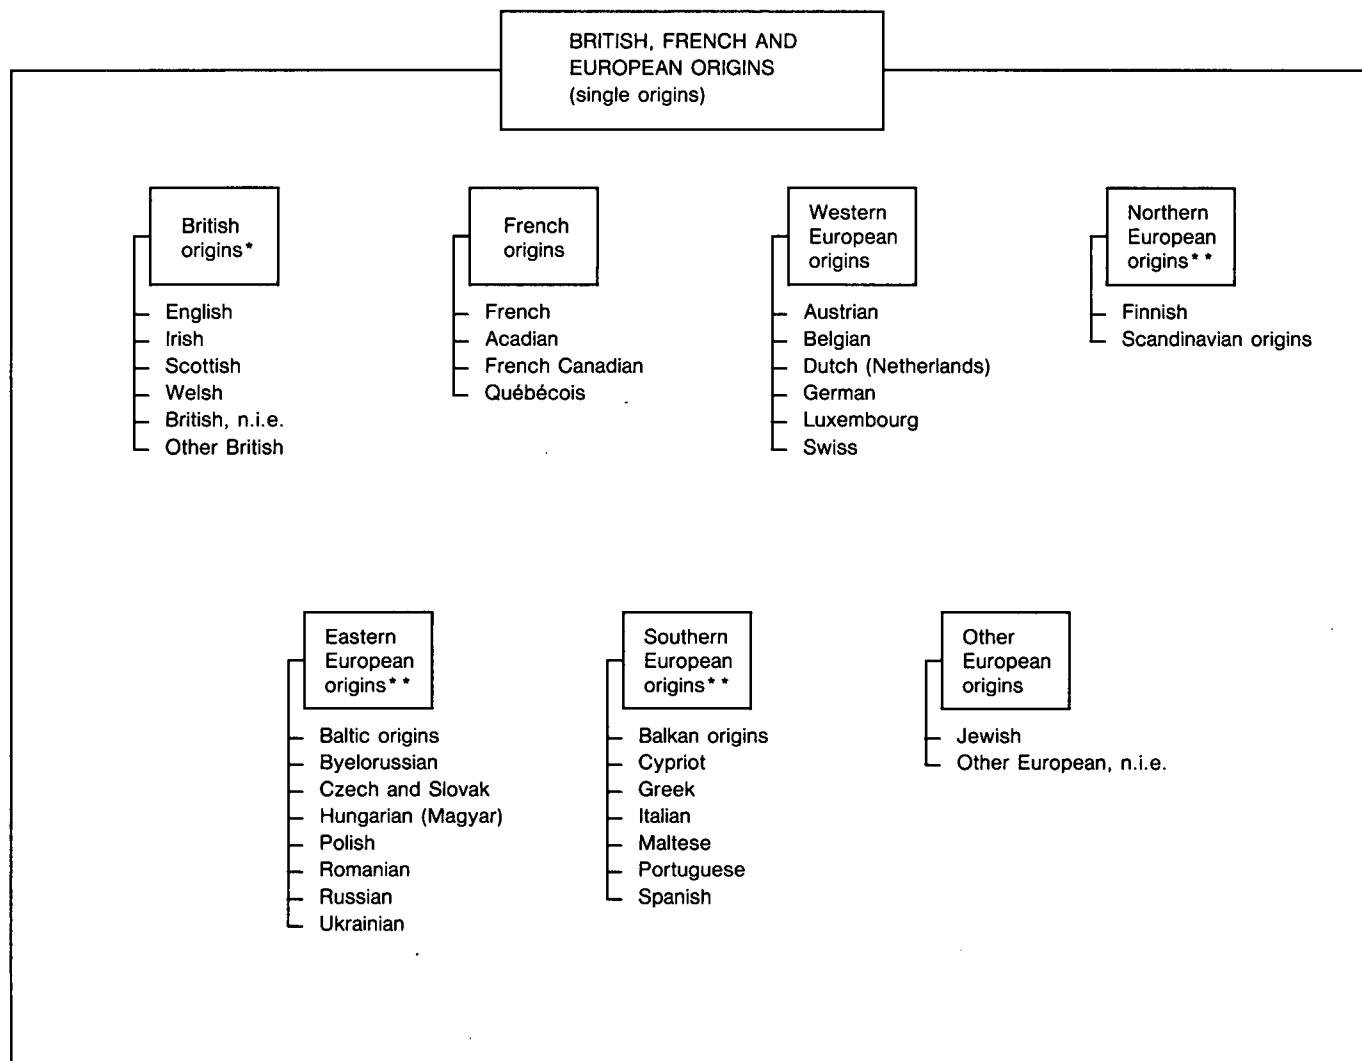 BRITISH, FRENCH AND
EUROPEAN ORIGINS
(single origins)
British
origins*
English
Irish
Scottish
Welsh
British, n.i.e.
Other British
French
origins
French
Acadian
French Canadian
Québécois
Western
European
origins
Austrian
Belgian
Dutch (Netherlands)
German
Luxembourg
Swiss
Northern
European
origins**
Finnish
Scandinavian origins
Eastern
European
origins**
Baltic origins
Byelorussian
Czech and Slovak
Hungarian (Magyar)
Polish
Romanian
Russian
Ukrainian
Southern
European
origins**
Balkan origins
Cypriot
Greek
Italian
Maltese
Portuguese
Spanish
Other
European
origins
Jewish
Other European, n.i.e.